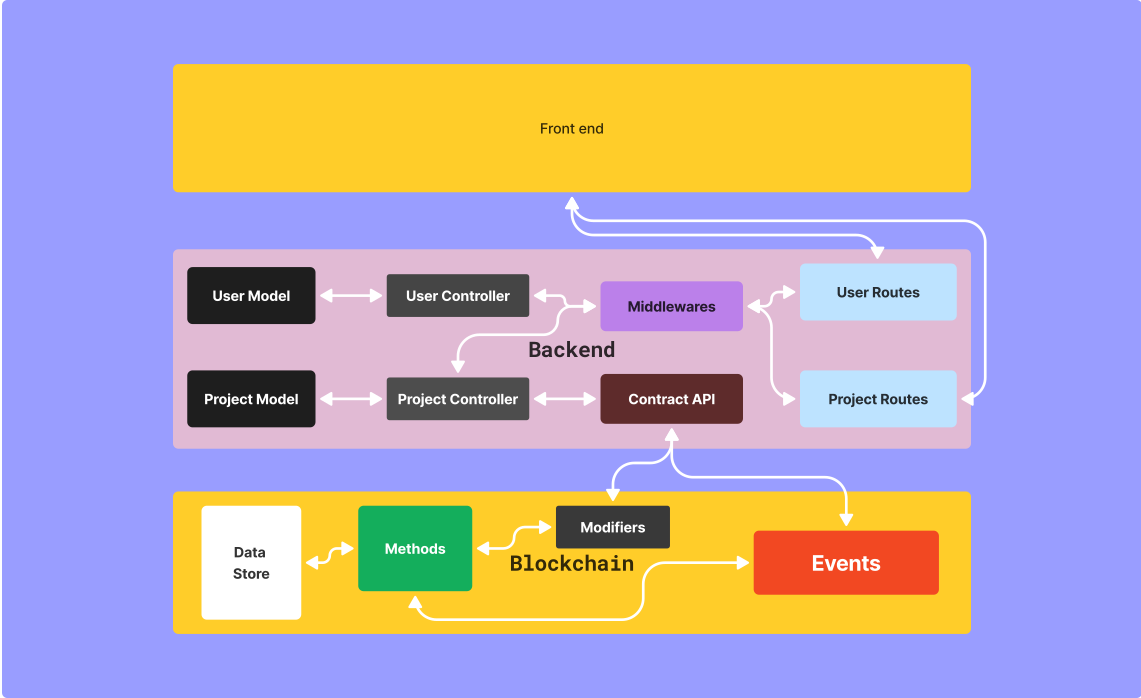 Front end
User Model
User Controller
Middlewares
User Routes
Backend
Project Model
Project Controller
Contract API
Project Routes
Data
Store
Methods
Modifiers
Blockchain
Events